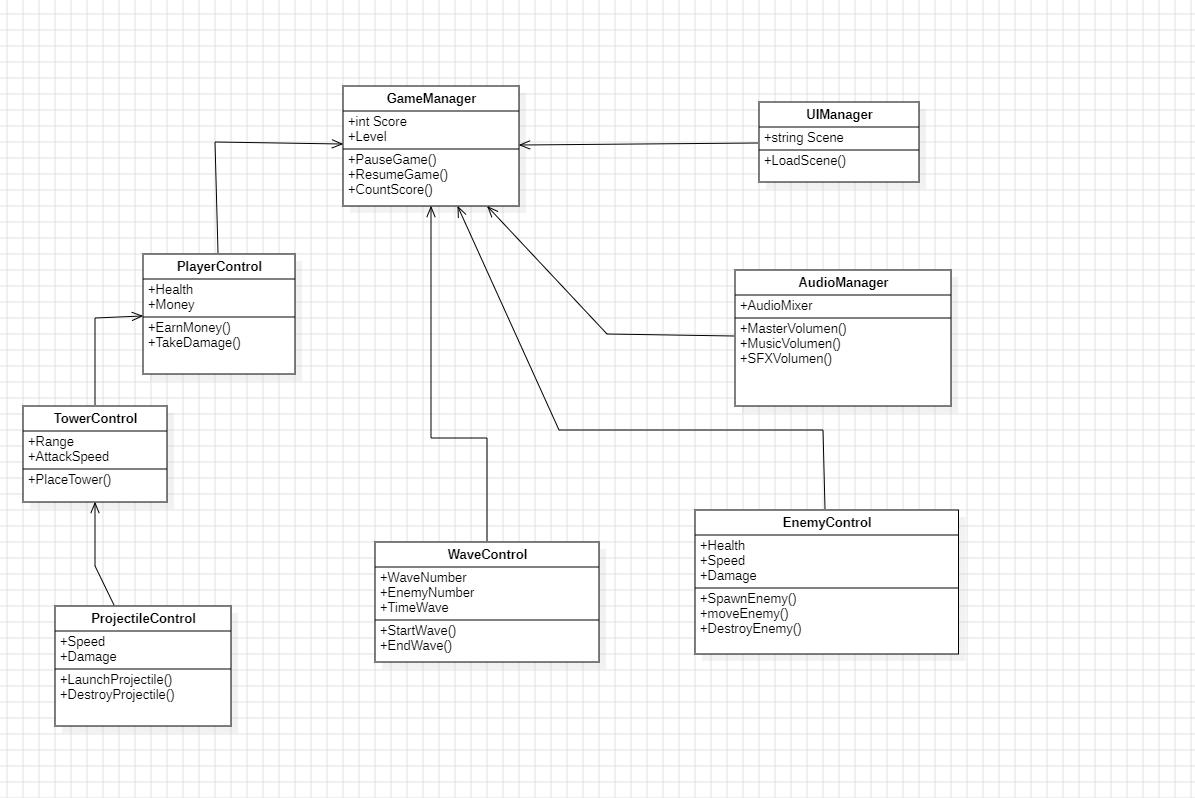 GameManager
+int Score
+Level
+PauseGame()
+ResumeGame()
+CountScore()
UIManager
+string Scene
+LoadScene()
PlayerControl
+Health
+Money
+EarnMoney()
+TakeDamage()
AudioManager
+AudioMixer
+MasterVolumen()
+MusicVolumen()
+SFXVolumen()
TowerControl
+Range
+AttackSpeed
+PlaceTower()
WaveControl
+WaveNumber
+EnemyNumber
+TimeWave
+StartWave()
+EndWave()
EnemyControl
+Health
+Speed
+Damage
+SpawnEnemy()
+moveEnemy()
+DestroyEnemy()
ProjectileControl
+Speed
+Damage
+LaunchProjectile()
+DestroyProjectile()